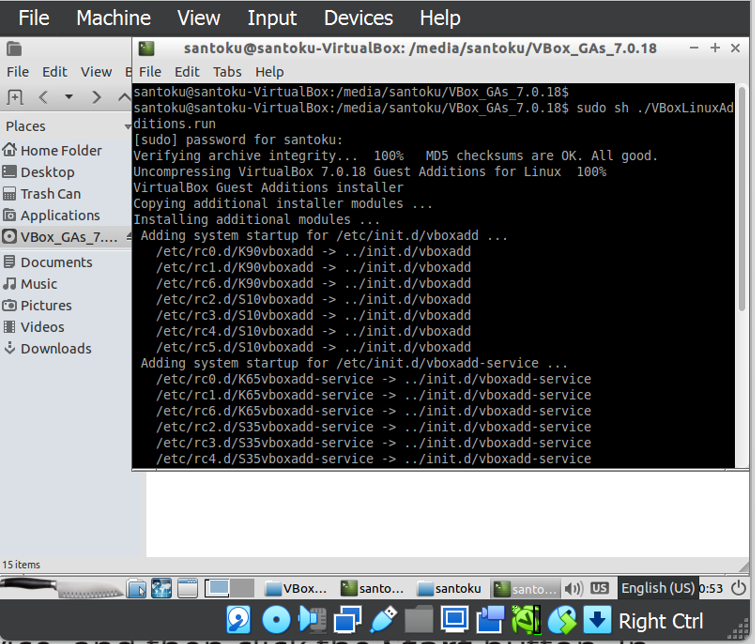 File Machine View Input Devices Help
santoku@santoku-VirtualBox: /media/santoku/VBox_GAs_7.0.18
File Edit View B
File Edit Tabs Help
Places
Home Folder
Desktop
Trash Can
Applications
VBox_GAs_7....
Documents
Music
Pictures
Videos
Downloads
santoku@santoku-VirtualBox:/media/santoku/VBox_GAs_7.0.18$
santoku@santoku-VirtualBox:/media/santoku/VBox_GAs_7.0.18$ sudo sh ./VBoxLinuxAd
ditions.run
[sudo] password for santoku:
Verifying archive integrity... 100% MD5 checksums are OK. All good.
Uncompressing VirtualBox 7.0.18 Guest Additions for Linux 100%
VirtualBox Guest Additions installer
Copying additional installer modules ...
Installing additional modules ...
Adding system startup for /etc/init.d/vboxadd ...
/etc/rc0.d/K90vboxadd -> ../init.d/vboxadd
/etc/rc1.d/K90vboxadd -> ../init.d/vboxadd
/etc/rc6.d/K90vboxadd -> ../init.d/vboxadd
/etc/rc2.d/S10vboxadd -> ../init.d/vboxadd
/etc/rc3.d/S10vboxadd -> ../init.d/vboxadd
/etc/rc4.d/S10vboxadd -> ../init.d/vboxadd
/etc/rc5.d/S10vboxadd -> ../init.d/vboxadd
Adding system startup for /etc/init.d/vboxadd-service ...
/etc/rc0.d/K65vboxadd-service -> ../init.d/vboxadd-service
/etc/rc1.d/K65vboxadd-service -> ../init.d/vboxadd-service
/etc/rc6.d/K65vboxadd-service -> ../init.d/vboxadd-service
/etc/rc2.d/S35vboxadd-service -> ../init.d/vboxadd-service
/etc/rc3.d/S35vboxadd-service -> ../init.d/vboxadd-service
/etc/rc4.d/S35vboxadd-service -> ../init.d/vboxadd-service
15 items
VBox... santo... santoku santo... US English (US) 0:53
Right Ctrl